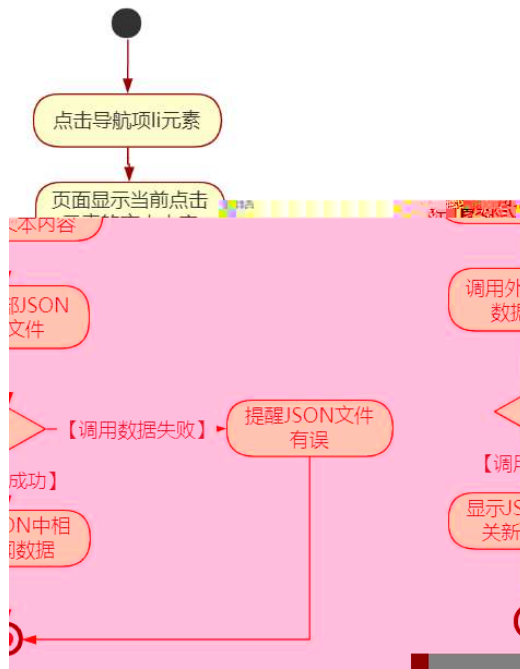 点击导航项li元素
页面显示当前点击
文本内容
部JSON
文件
调用外
数据
【调用数据失败】
提醒JSON文件
有误
成功】
【调用
ON中相
闻数据
显示JS
关新